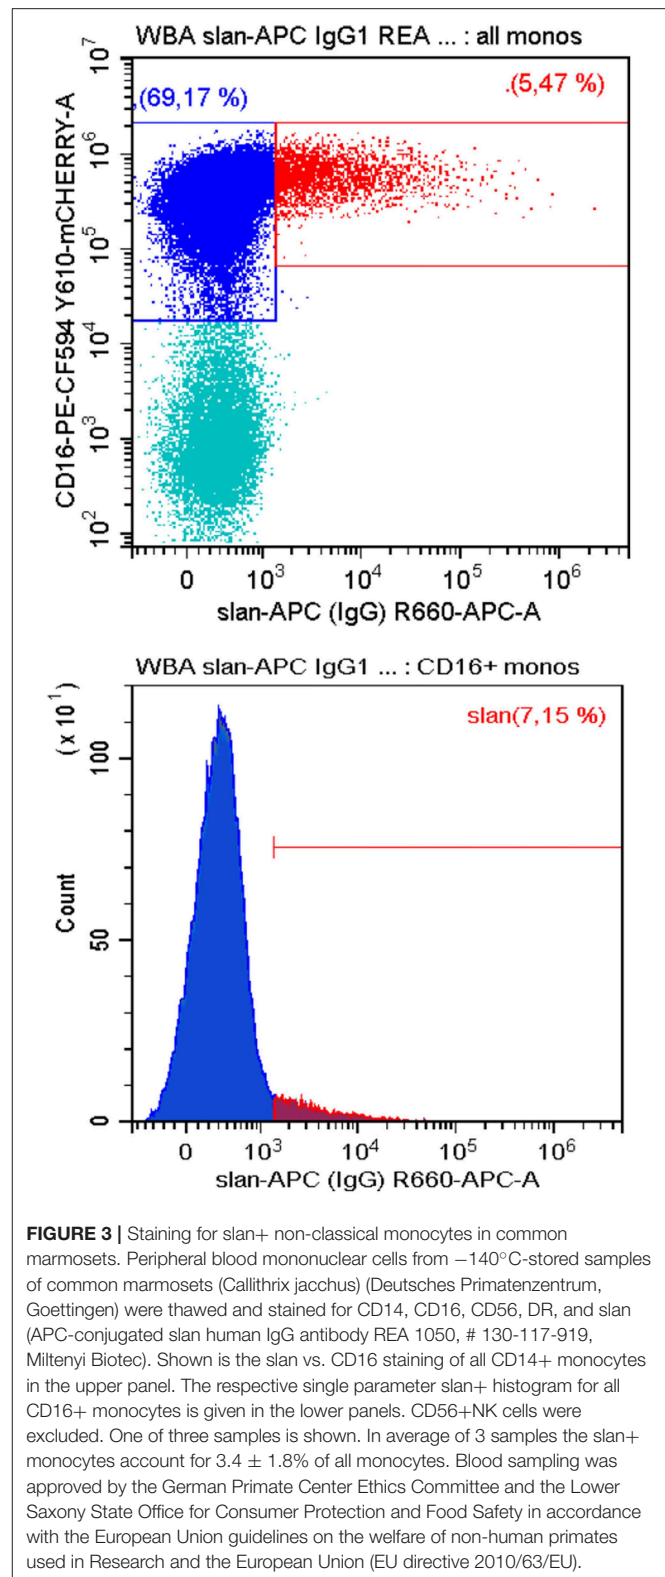 WBA slan-APC IgG1 REA ... : all monos
.(69,17 %)
.(5,47 %)
CD16-PE-CF594 Y610-mCHERRY-A
10⁷
10⁶
10⁵
10⁴
10³
10²
0 10³ 10⁴ 10⁵ 10⁶
slan-APC (IgG) R660-APC-A
WBA slan-APC IgG1 ... : CD16+ monos
slan(7,15 %)
(x 10¹)
Count
100
50
0
0 10³ 10⁴ 10⁵ 10⁶
slan-APC (IgG) R660-APC-A
FIGURE 3 | Staining for slan+ non-classical monocytes in common
marmosets. Peripheral blood mononuclear cells from −140°C-stored samples
of common marmosets (Callithrix jacchus) (Deutsches Primatenzentrum,
Goettingen) were thawed and stained for CD14, CD16, CD56, DR, and slan
(APC-conjugated slan human IgG antibody REA 1050, # 130-117-919,
Miltenyi Biotec). Shown is the slan vs. CD16 staining of all CD14+ monocytes
in the upper panel. The respective single parameter slan+ histogram for all
CD16+ monocytes is given in the lower panels. CD56+NK cells were
excluded. One of three samples is shown. In average of 3 samples the slan+
monocytes account for 3.4 ± 1.8% of all monocytes. Blood sampling was
approved by the German Primate Center Ethics Committee and the Lower
Saxony State Office for Consumer Protection and Food Safety in accordance
with the European Union guidelines on the welfare of non-human primates
used in Research and the European Union (EU directive 2010/63/EU).